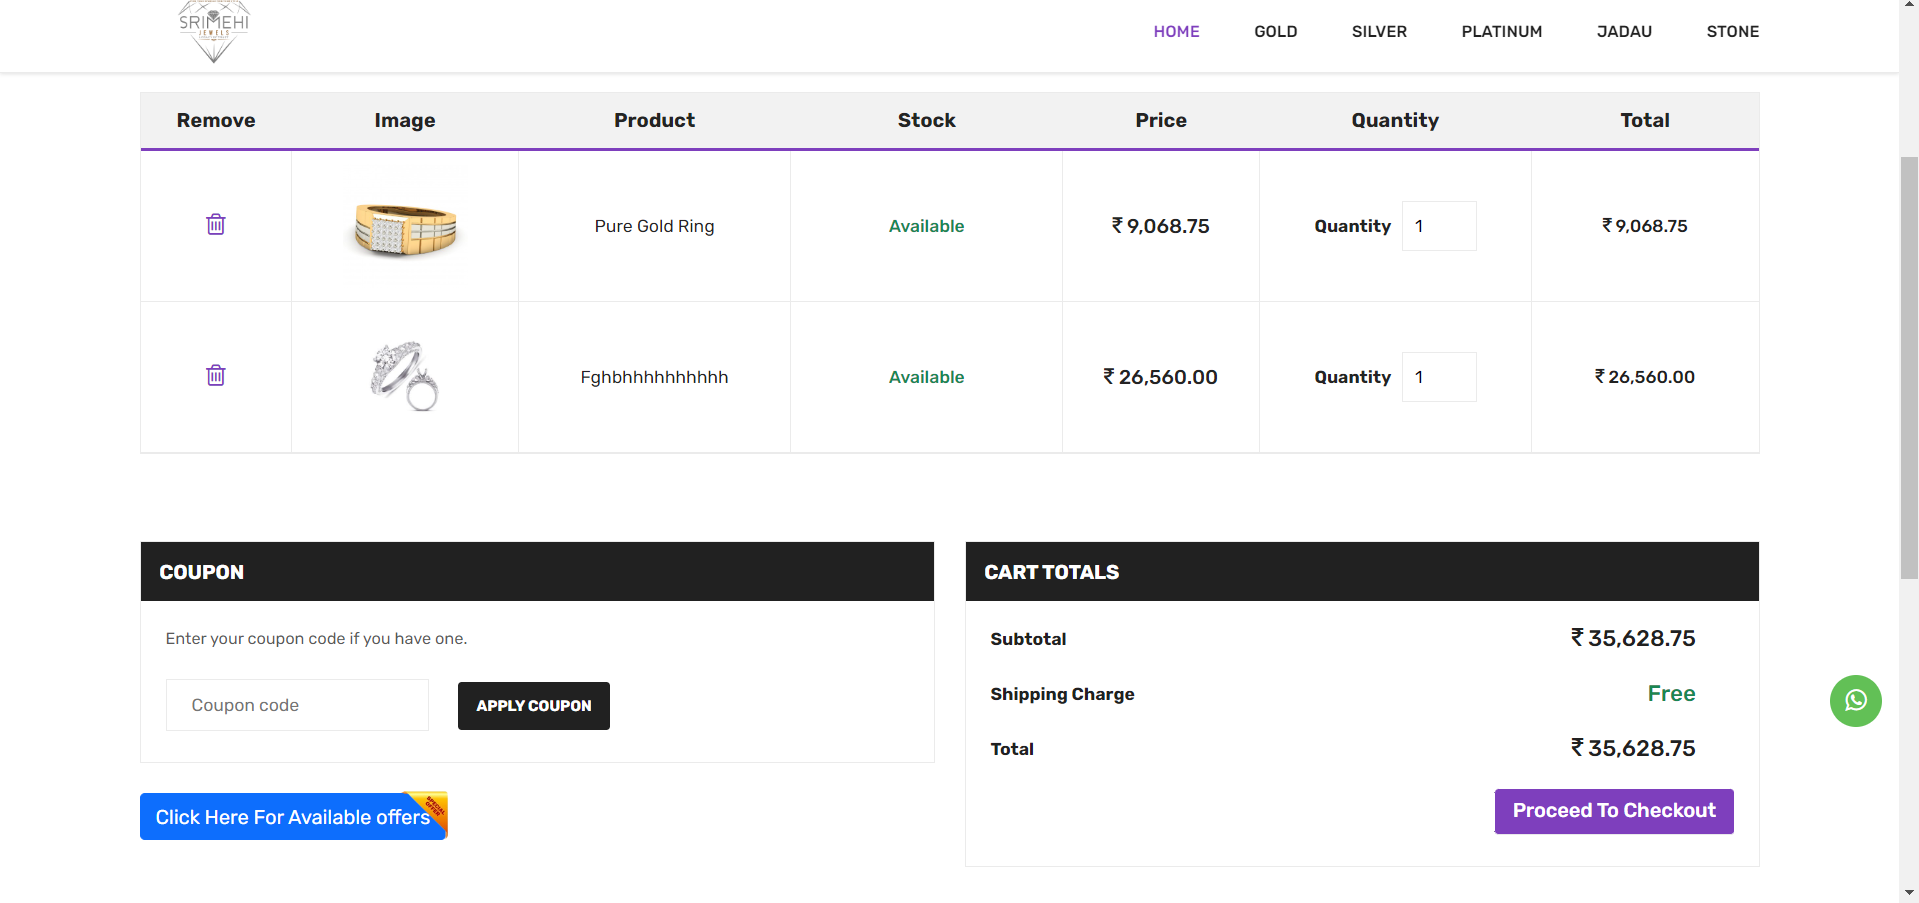 SRIMEHI
JEWELS
HOME GOLD SILVER PLATINUM JADAU STONE
Remove Image Product Stock Price Quantity Total
Pure Gold Ring Available ₹ 9,068.75 Quantity 1 ₹ 9,068.75
Fghbhhhhhhhhhh Available ₹ 26,560.00 Quantity 1 ₹ 26,560.00
COUPON
Enter your coupon code if you have one.
Coupon code APPLY COUPON
Click Here For Available offers
SPECIAL
OFFER
CART TOTALS
Subtotal ₹ 35,628.75
Shipping Charge Free
Total ₹ 35,628.75
Proceed To Checkout